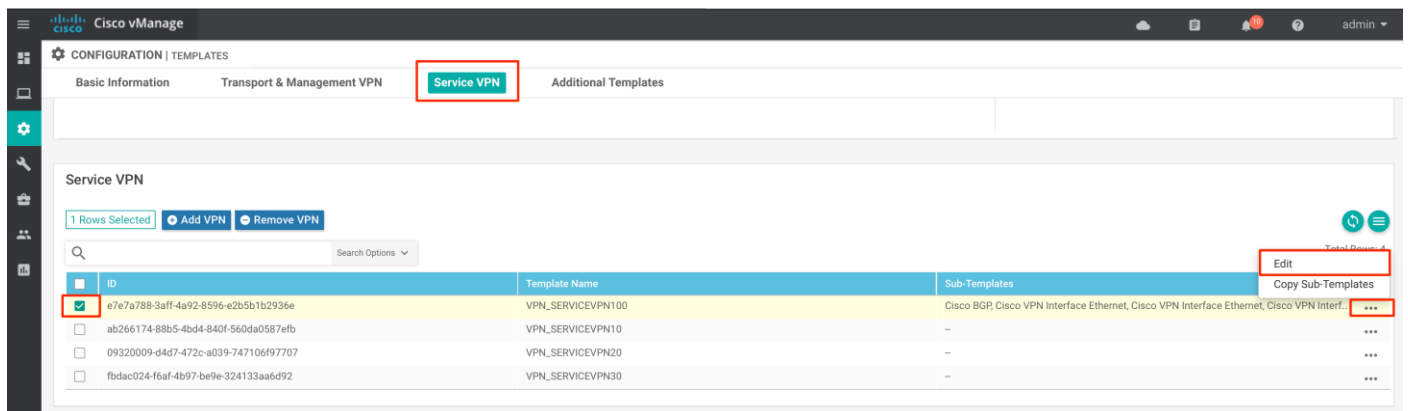 cisco Cisco vManage 10 admin
CONFIGURATION | TEMPLATES
Basic Information Transport & Management VPN Service VPN Additional Templates
Service VPN
1 Rows Selected Add VPN Remove VPN
Search Options Total Rows: 4
Edit
Copy Sub-Templates
ID Template Name Sub-Templates
e7e7a788-3aff-4a92-8596-e2b5b1b2936e VPN_SERVICEVPN100 Cisco BGP, Cisco VPN Interface Ethernet, Cisco VPN Interface Ethernet, Cisco VPN Interf... •••
ab266174-88b5-4bd4-840f-560da0587efb VPN_SERVICEVPN10 – •••
09320009-d4d7-472c-a039-747106f97707 VPN_SERVICEVPN20 – •••
fbdac024-f6af-4b97-be9e-324133aa6d92 VPN_SERVICEVPN30 – •••